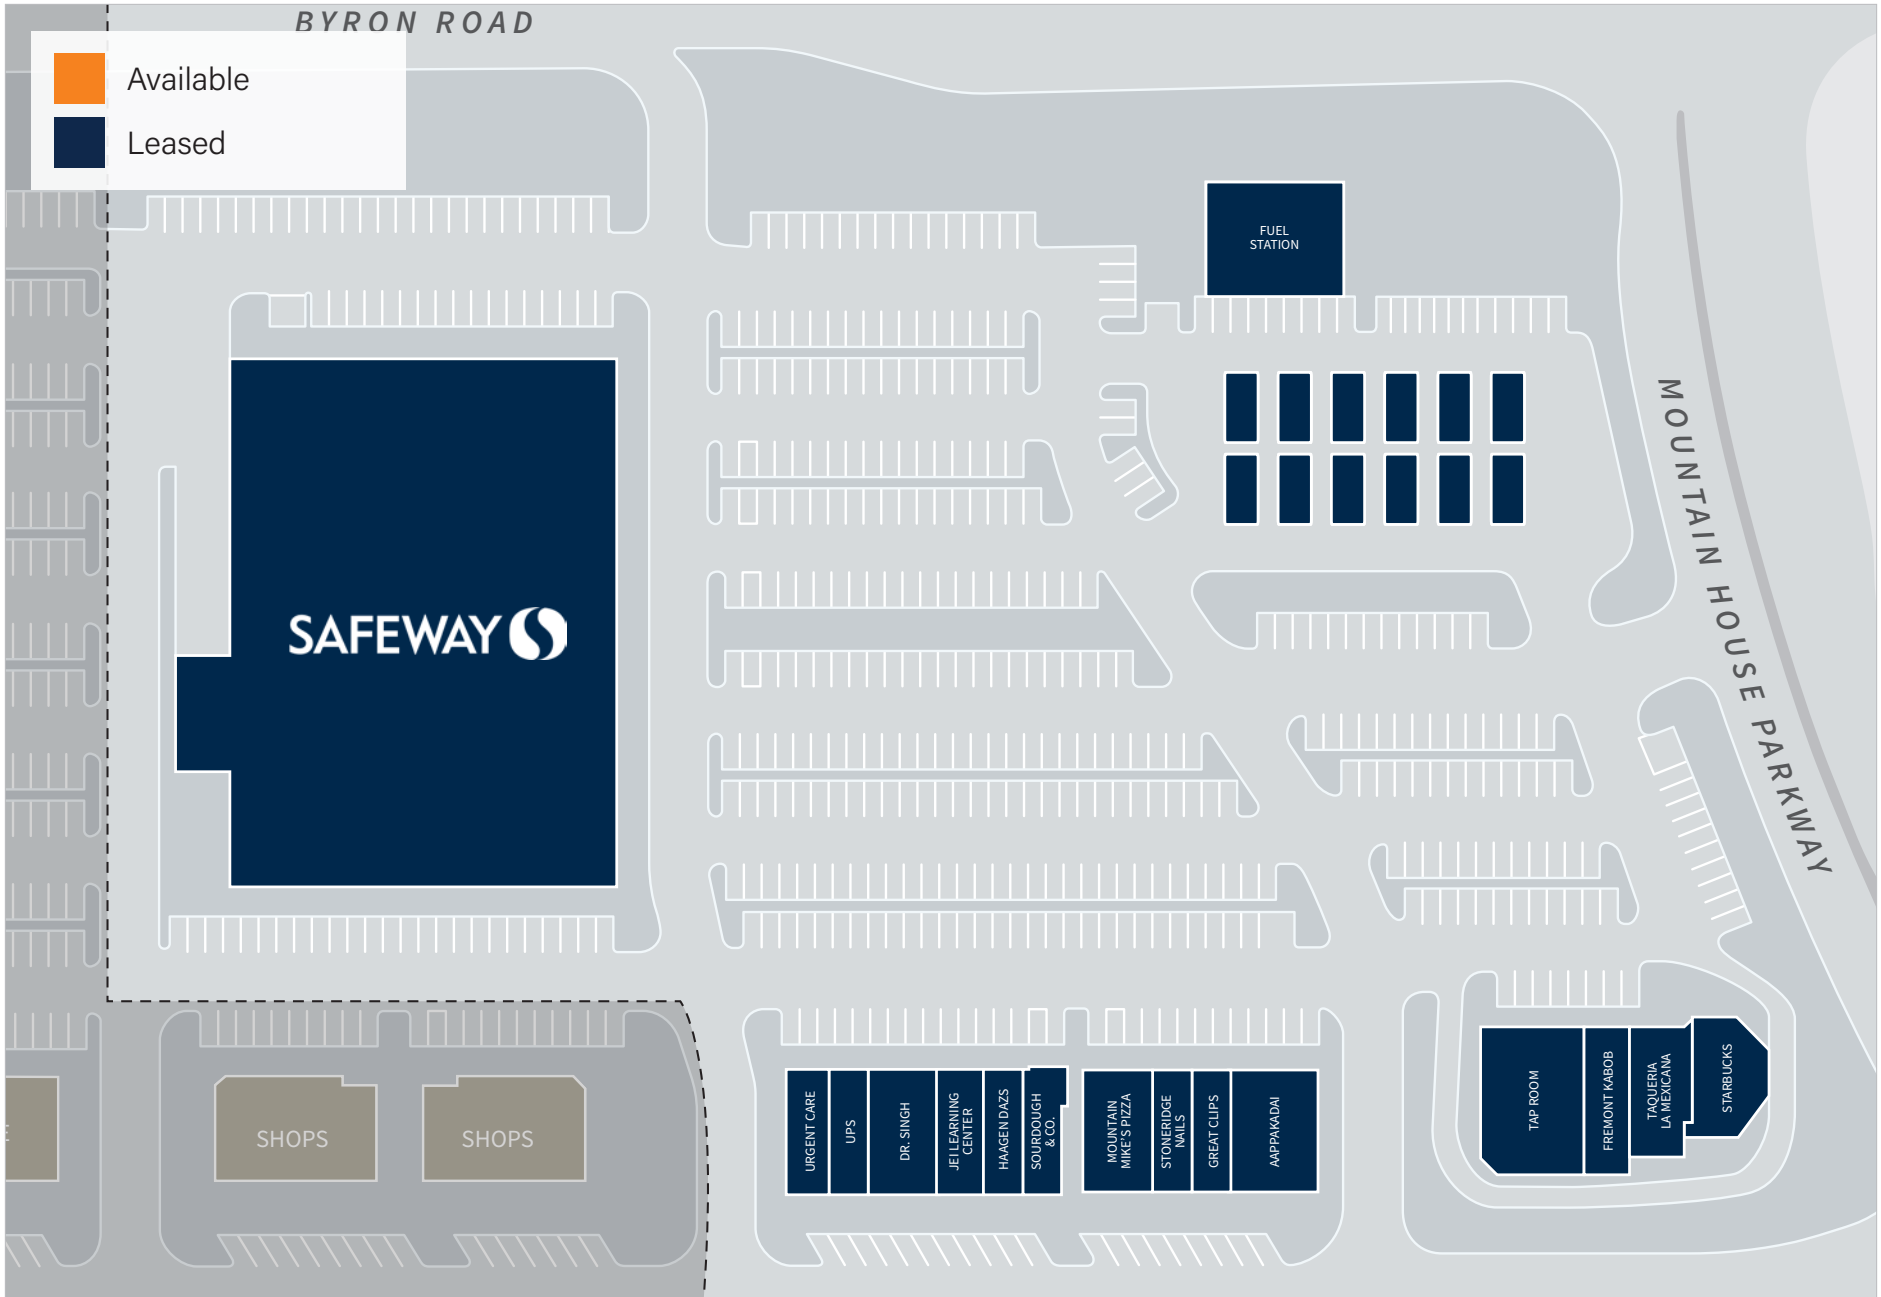 BYRON ROAD
Available
Leased
FUEL
STATION
MOUNTAIN HOUSE PARKWAY
SAFEWAY
SHOPS
SHOPS
URGENT CARE
UPS
DR. SINGH
JEI LEARNING
CENTER
HAAGEN DAZS
SOURDOUGH
& CO.
MOUNTAIN
MIKE'S PIZZA
STONERIDGE
NAILS
GREAT CLIPS
AAPPAKADAI
TAP ROOM
FREMONT KABOB
TAQUERIA
LA MEXICANA
STARBUCKS